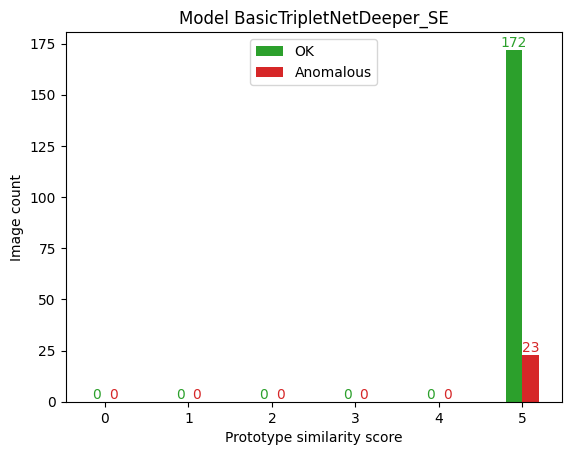 Model BasicTripletNetDeeper_SE
OK
Anomalous
Image count
175
150
125
100
75
50
25
0
172
23
0 0 0 0 0 0 0 0 0 0
0 1 2 3 4 5
Prototype similarity score